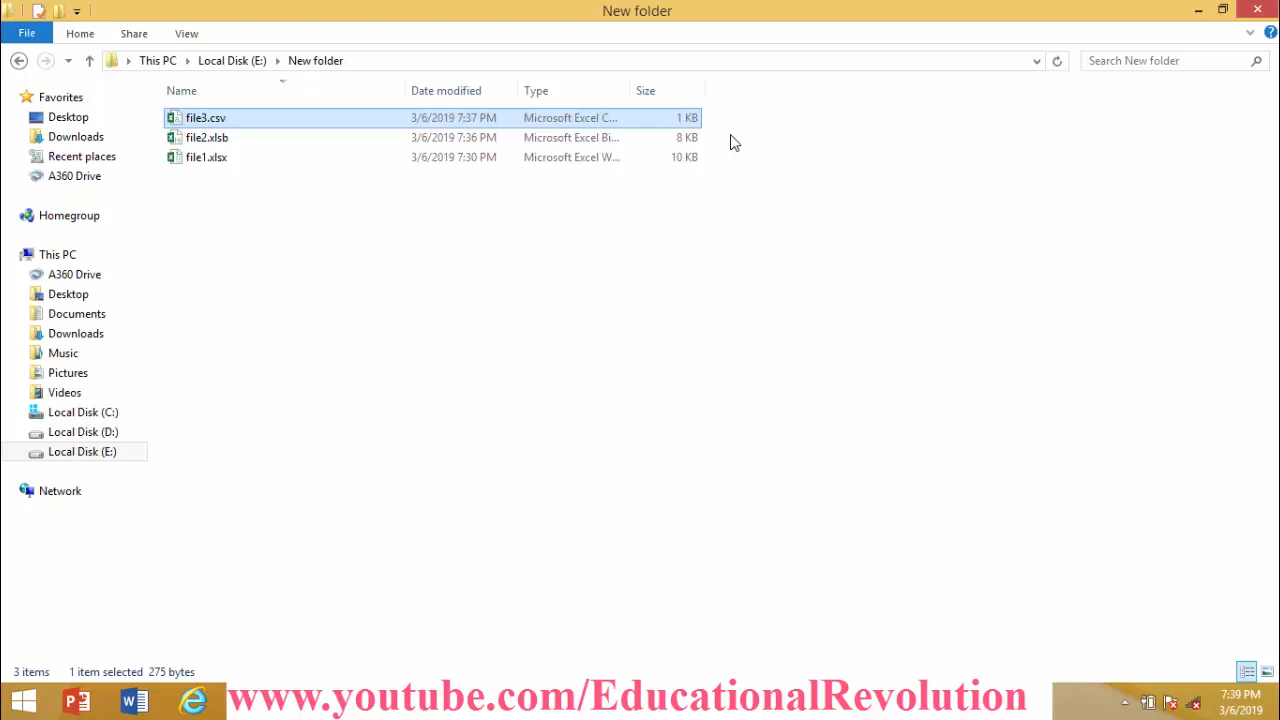 New folder
File Home Share View
This PC Local Disk (E:) New folder
Search New folder
Name Date modified Type Size
file3.csv 3/6/2019 7:37 PM Microsoft Excel C... 1 KB
file2.xlsb 3/6/2019 7:36 PM Microsoft Excel Bi... 8 KB
file1.xlsx 3/6/2019 7:30 PM Microsoft Excel W... 10 KB
Favorites
Desktop
Downloads
Recent places
A360 Drive
Homegroup
This PC
A360 Drive
Desktop
Documents
Downloads
Music
Pictures
Videos
Local Disk (C:)
Local Disk (D:)
Local Disk (E:)
Network
3 items 1 item selected 275 bytes
www.youtube.com/EducationalRevolution
7:39 PM
3/6/2019